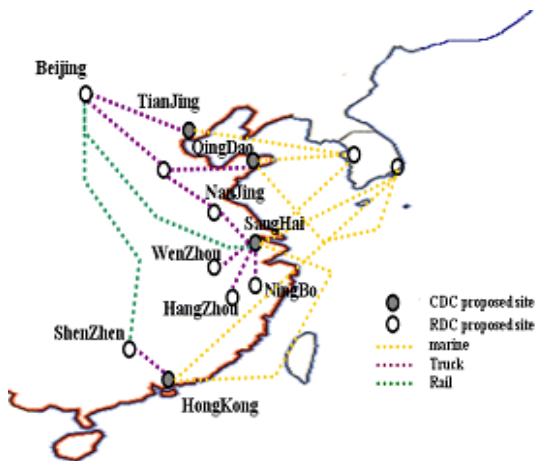 Beijing
TianJing
QingDao
NanJing
SangHai
WenZhou
NingBo
HangZhou
ShenZhen
HongKong
CDC proposed site
RDC proposed site
marine
Truck
Rail